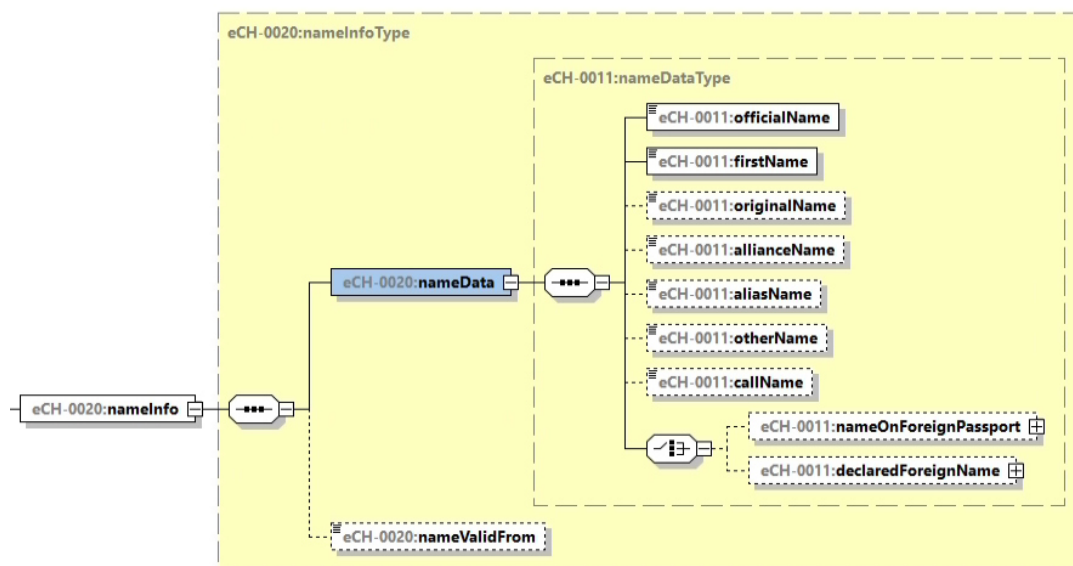 eCH-0020:nameInfoType
eCH-0011:nameDataType
eCH-0011:officialName
eCH-0011:firstName
eCH-0011:originalName
eCH-0011:allianceName
eCH-0020:nameData
eCH-0011:aliasName
eCH-0011:otherName
eCH-0011:callName
eCH-0020:nameInfo
eCH-0011:nameOnForeignPassport
eCH-0011:declaredForeignName
eCH-0020:nameValidFrom